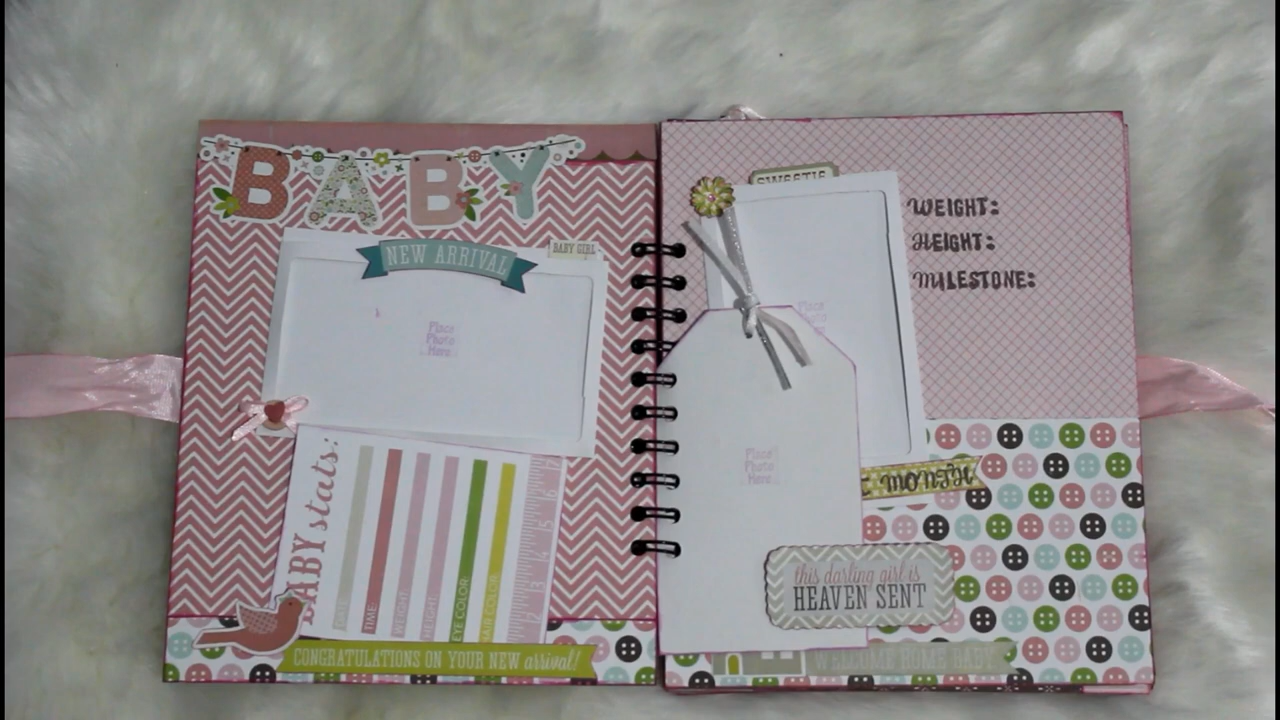 BABY
NEW ARRIVAL
BABY GIRL
Place
Photo
Here
BABY stats:
TIME:
WEIGHT:
HEIGHT:
EYE COLOR:
HAIR COLOR:
CONGRATULATIONS ON YOUR NEW arrival!
SWEETIE
WEIGHT:
HEIGHT:
MILESTONE:
Place
Photo
Place
Photo
Here
MONTH
this darling girl is
HEAVEN SENT
WELCOME HOME BABY